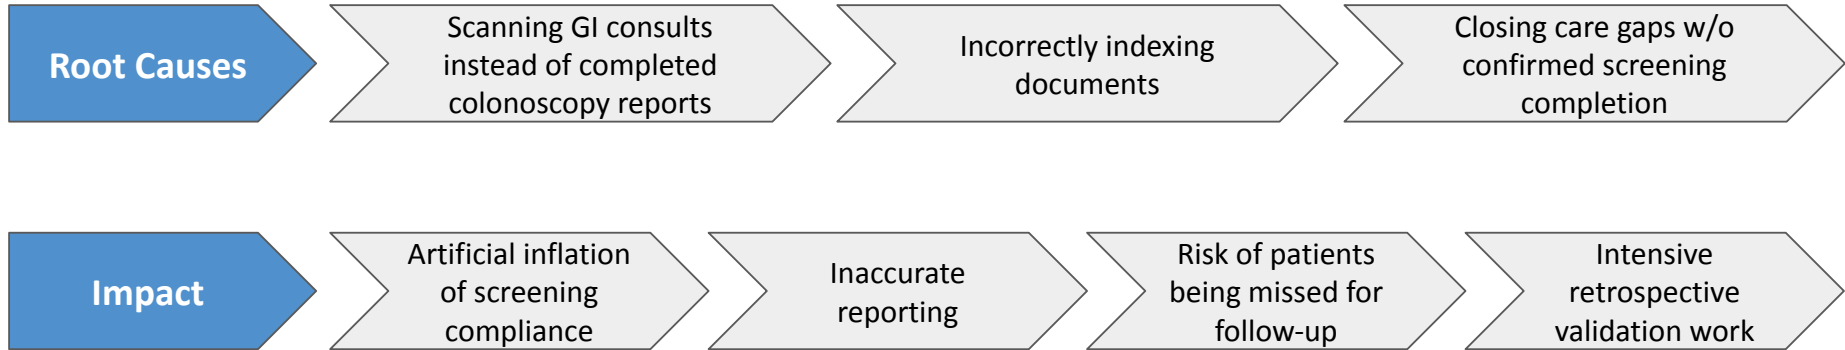 Root Causes
Scanning GI consults
instead of completed
colonoscopy reports
Incorrectly indexing
documents
Closing care gaps w/o
confirmed screening
completion
Impact
Artificial inflation
of screening
compliance
Inaccurate
reporting
Risk of patients
being missed for
follow-up
Intensive
retrospective
validation work